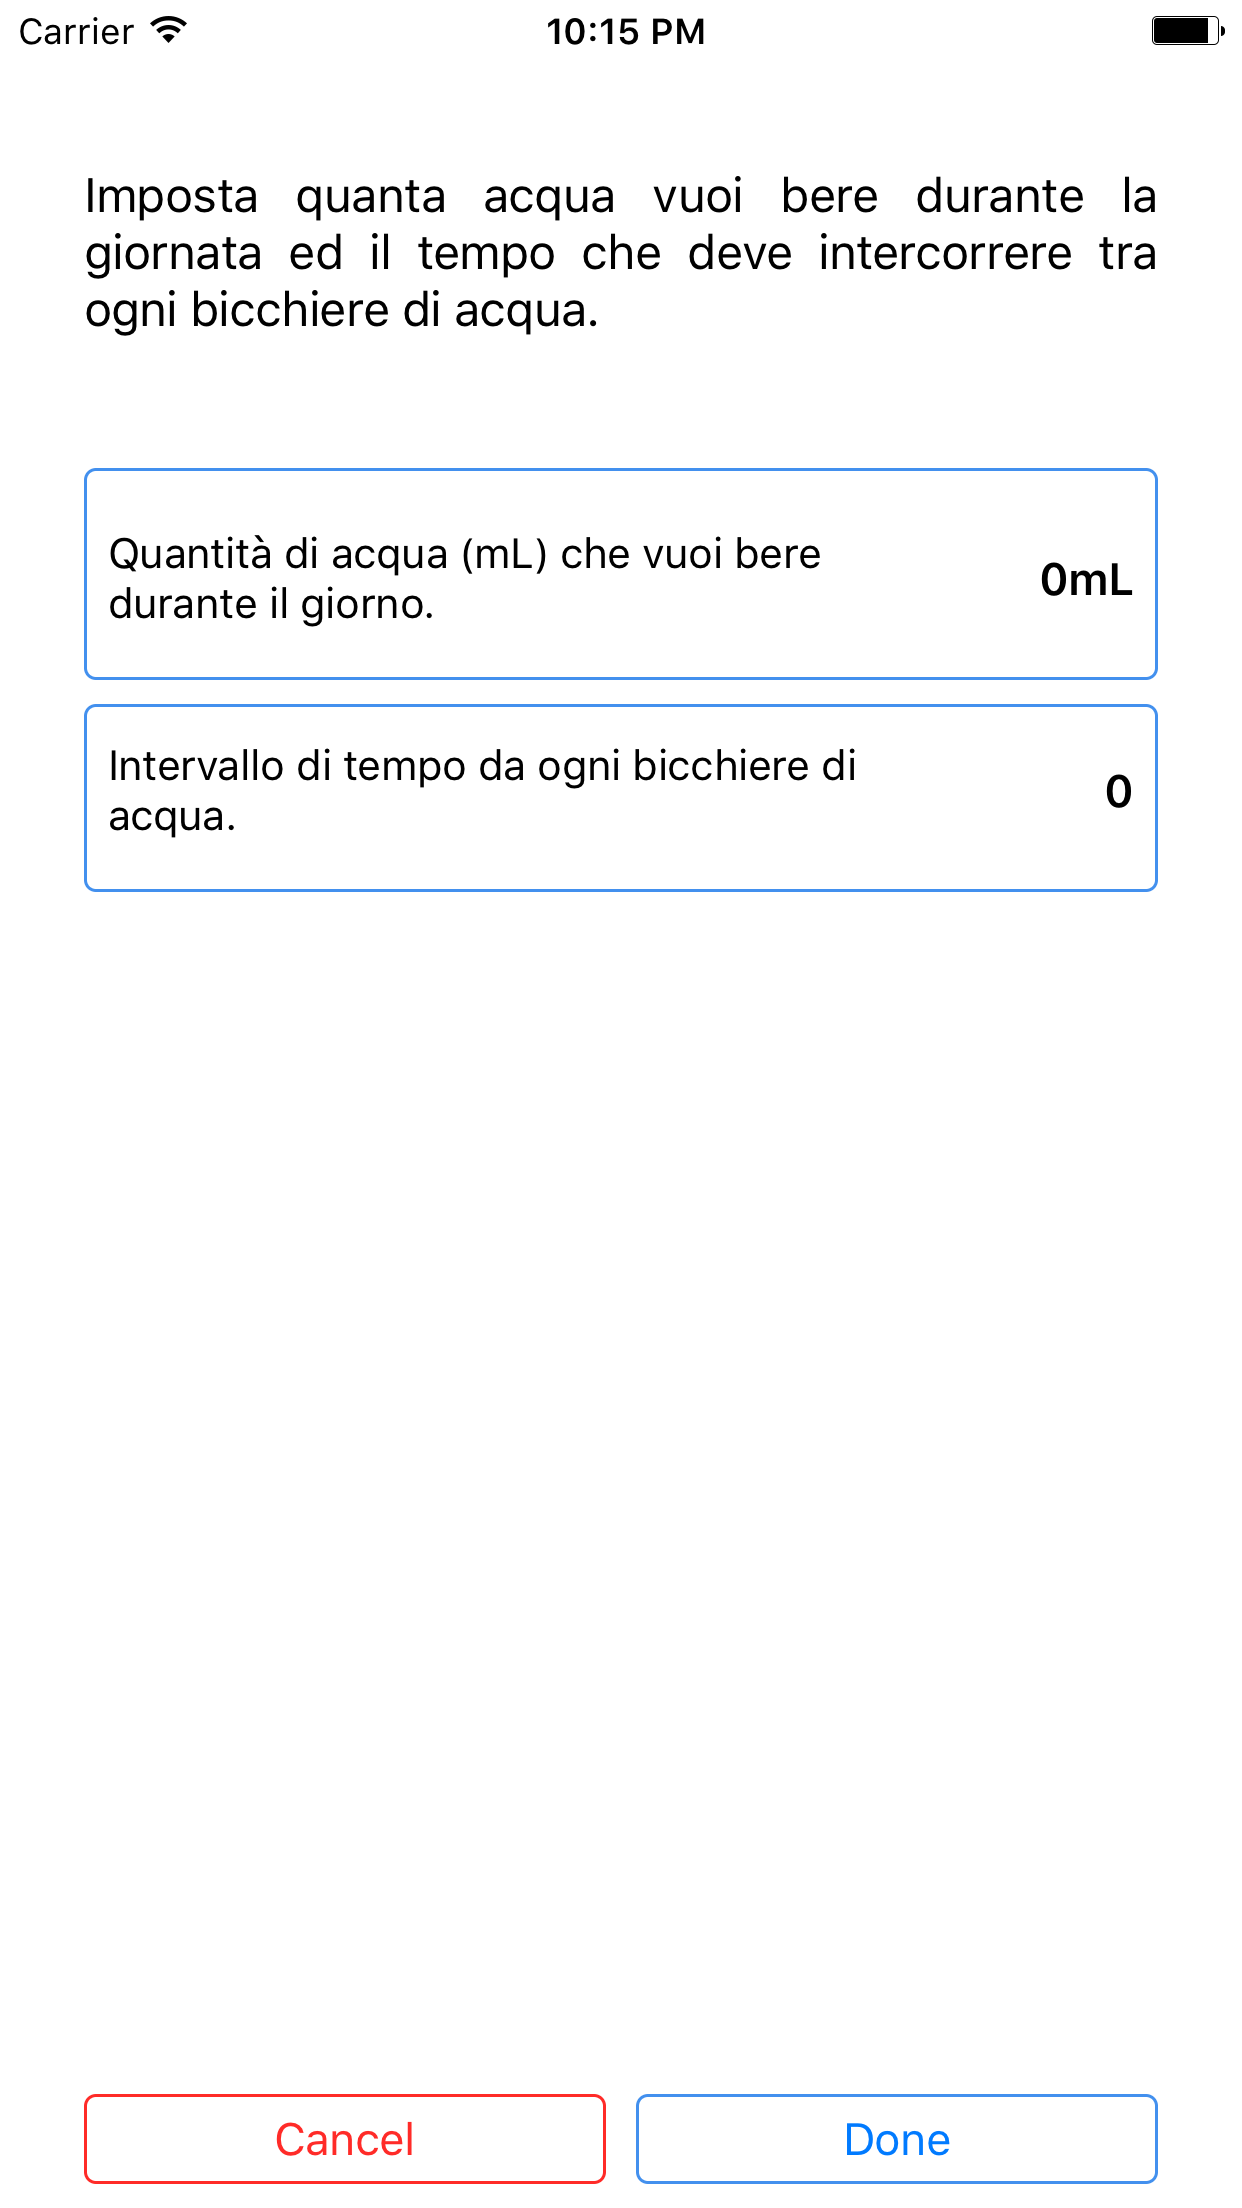 Carrier
10:15 PM
Imposta quanta acqua vuoi bere durante la
giornata ed il tempo che deve intercorrere tra
ogni bicchiere di acqua.
Quantità di acqua (mL) che vuoi bere
durante il giorno.
0mL
Intervallo di tempo da ogni bicchiere di
acqua.
0
Cancel
Done